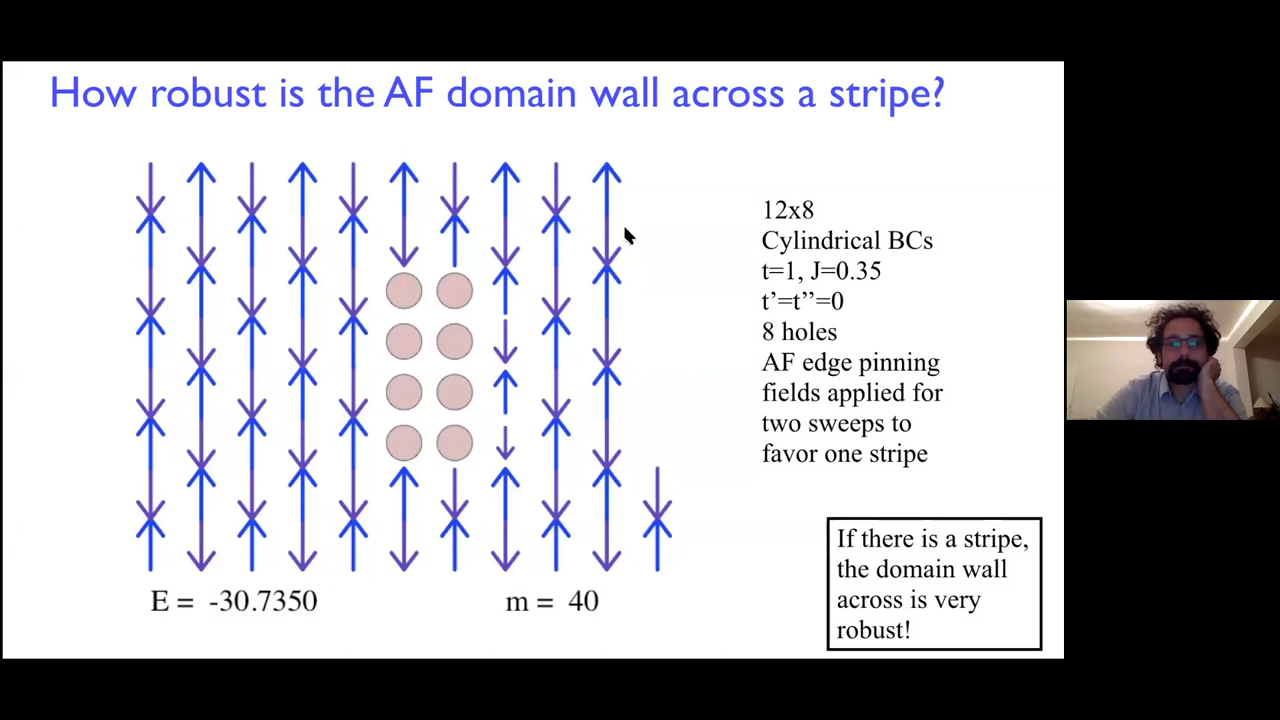 How robust is the AF domain wall across a stripe?
12x8
Cylindrical BCs
t=1, J=0.35
t’=t’’=0
8 holes
AF edge pinning
fields applied for
two sweeps to
favor one stripe
If there is a stripe,
the domain wall
across is very
robust!
E = -30.7350 m = 40